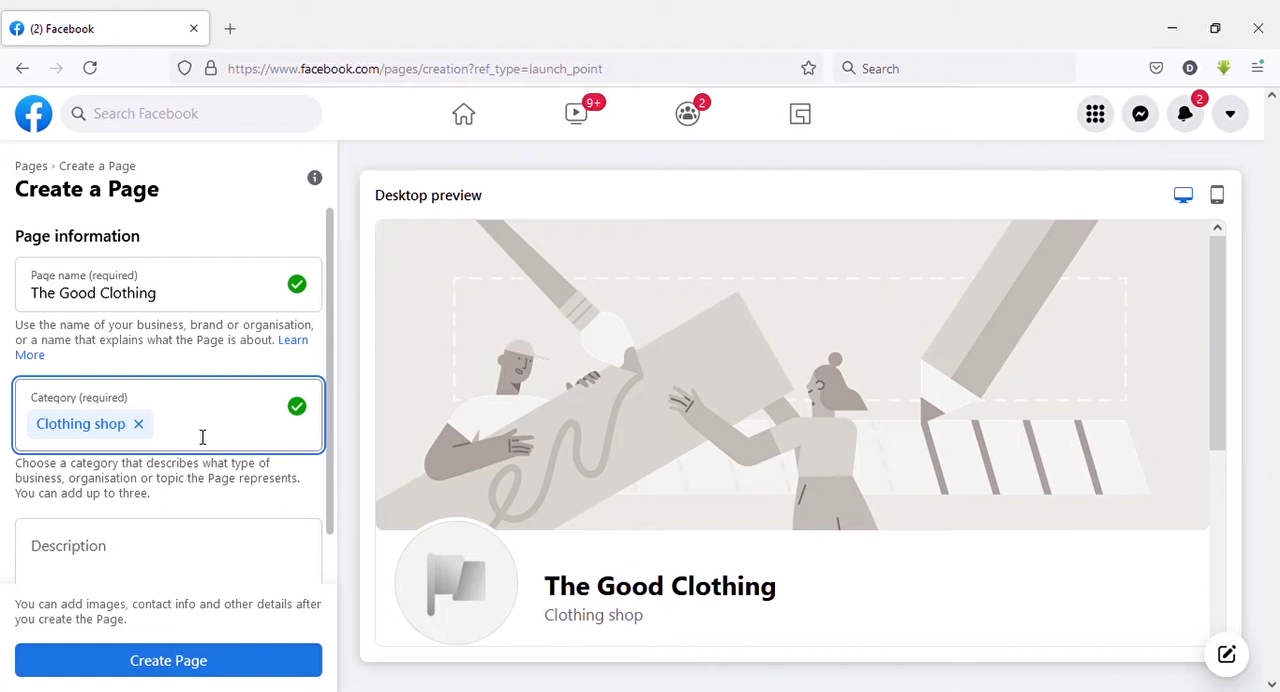 (2) Facebook
https://www.facebook.com/pages/creation?ref_type=launch_point
Search
Search Facebook
9+
2
2
Pages › Create a Page
Create a Page
Page information
Page name (required)
The Good Clothing
Use the name of your business, brand or organisation,
or a name that explains what the Page is about. Learn
More
Category (required)
Clothing shop
Choose a category that describes what type of
business, organisation or topic the Page represents.
You can add up to three.
Description
You can add images, contact info and other details after
you create the Page.
Create Page
Desktop preview
The Good Clothing
Clothing shop
D